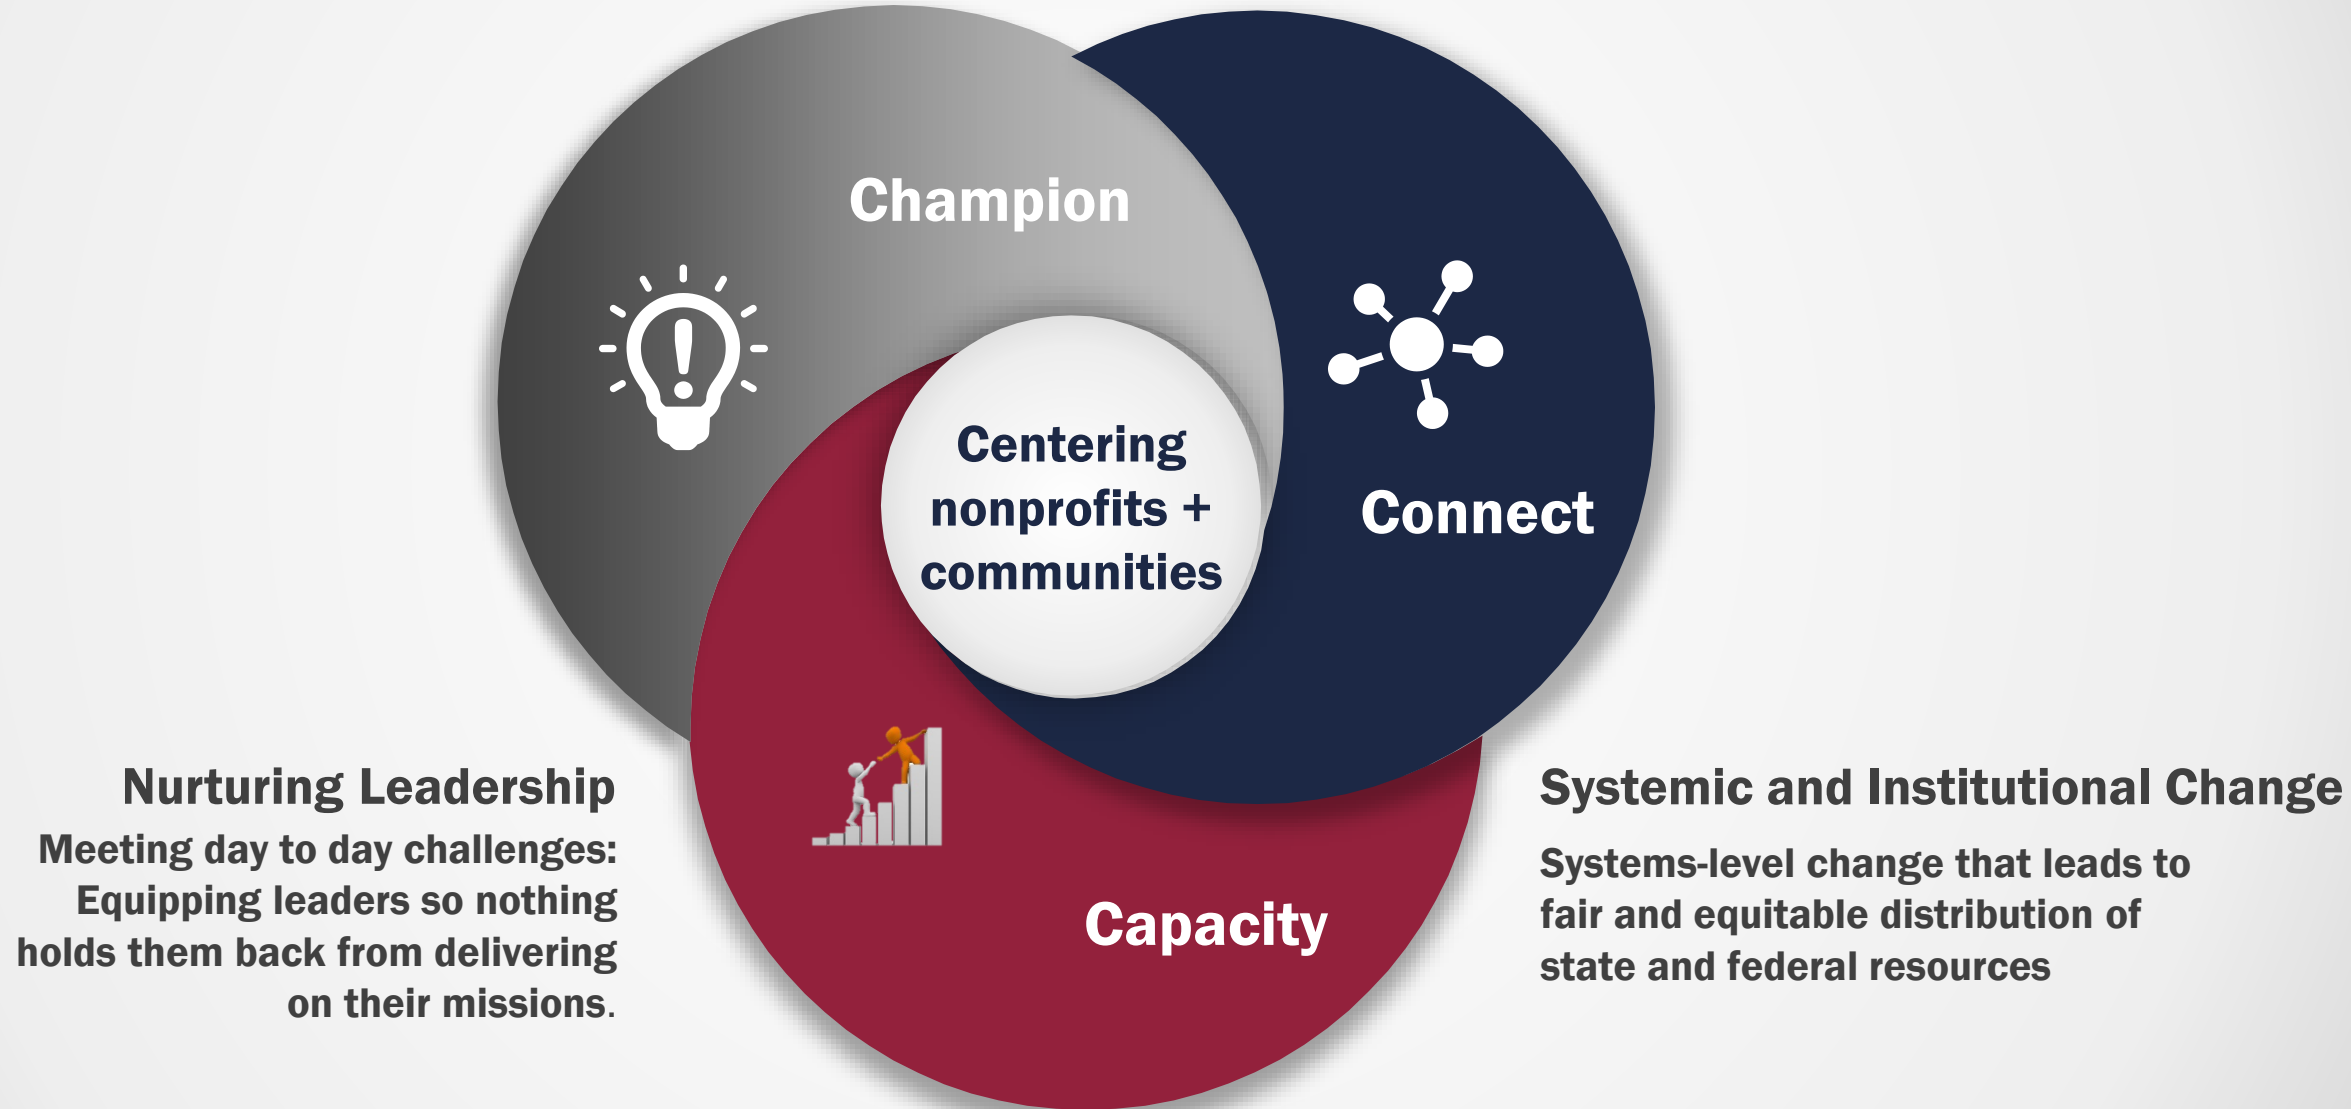 Champion
Connect
Centering
nonprofits +
communities
Capacity
Nurturing Leadership
Meeting day to day challenges:
Equipping leaders so nothing
holds them back from delivering
on their missions.
Systemic and Institutional Change
Systems-level change that leads to
fair and equitable distribution of
state and federal resources